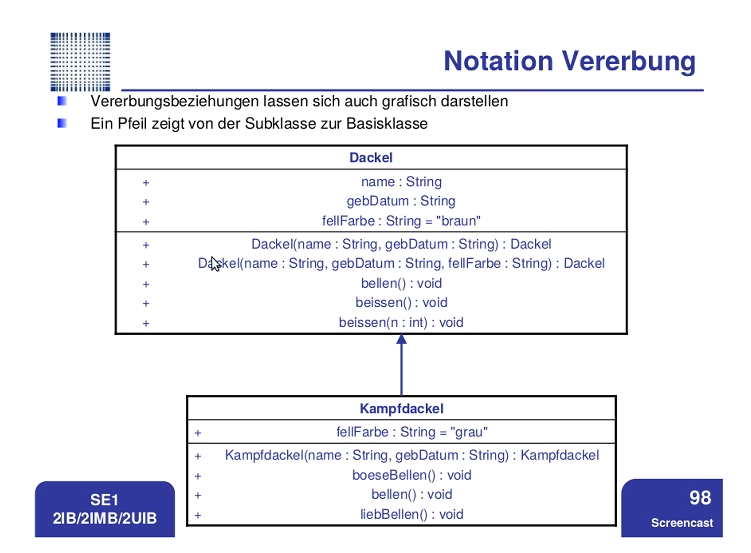 Notation Vererbung
Vererbungsbeziehungen lassen sich auch grafisch darstellen
Ein Pfeil zeigt von der Subklasse zur Basisklasse
Dackel
+ name : String
+ gebDatum : String
+ fellFarbe : String = "braun"
+ Dackel(name : String, gebDatum : String) : Dackel
+ Dackel(name : String, gebDatum : String, fellFarbe : String) : Dackel
+ bellen() : void
+ beissen() : void
+ beissen(n : int) : void
Kampfdackel
+ fellFarbe : String = "grau"
+ Kampfdackel(name : String, gebDatum : String) : Kampfdackel
+ boeseBellen() : void
+ bellen() : void
+ liebBellen() : void
SE1
2IB/2IMB/2UIB
98
Screencast